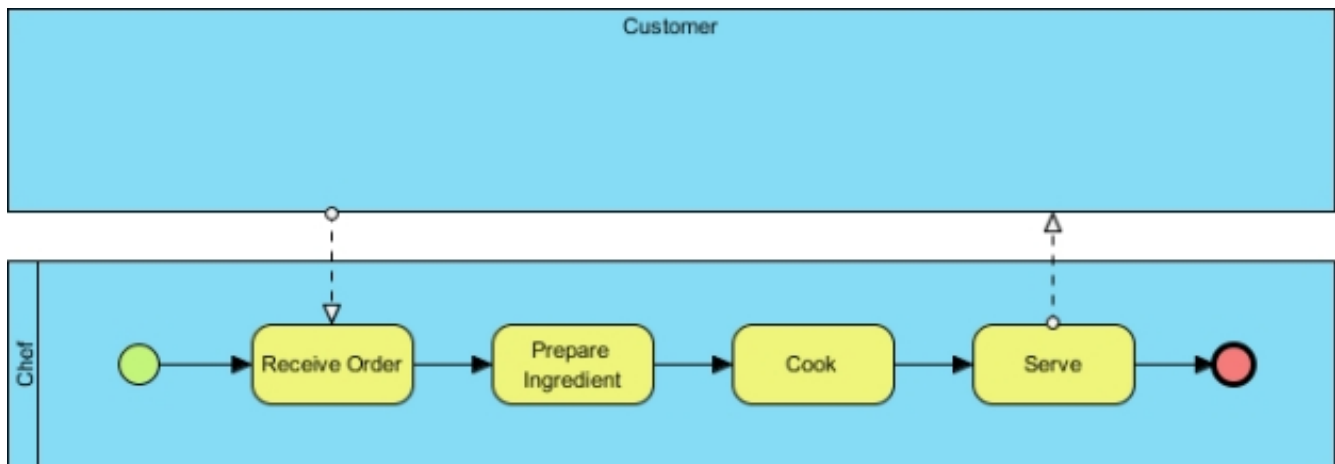 Customer
Chef
Receive Order
Prepare
Ingredient
Cook
Serve